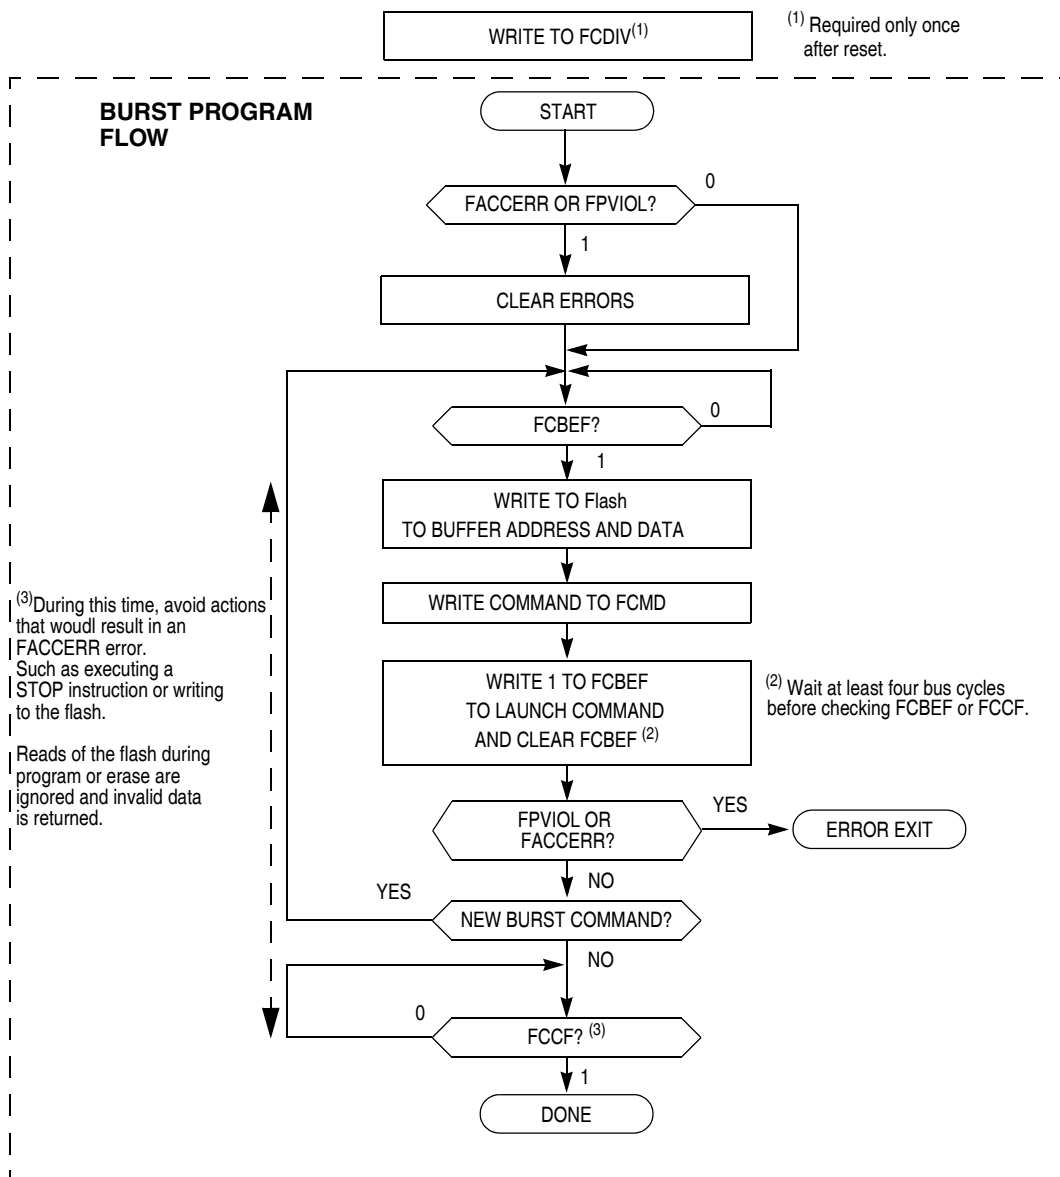 WRITE TO FCDIV(1)
(1) Required only once
after reset.
BURST PROGRAM
FLOW
START
FACCERR OR FPVIOL?
0
1
CLEAR ERRORS
FCBEF?
0
1
WRITE TO Flash
TO BUFFER ADDRESS AND DATA
WRITE COMMAND TO FCMD
(3)During this time, avoid actions
that woudl result in an
FACCERR error.
Such as executing a
STOP instruction or writing
to the flash.
Reads of the flash during
program or erase are
ignored and invalid data
is returned.
WRITE 1 TO FCBEF
TO LAUNCH COMMAND
AND CLEAR FCBEF (2)
(2) Wait at least four bus cycles
before checking FCBEF or FCCF.
FPVIOL OR
FACCERR?
YES
ERROR EXIT
NO
YES
NEW BURST COMMAND?
NO
0
FCCF? (3)
1
DONE